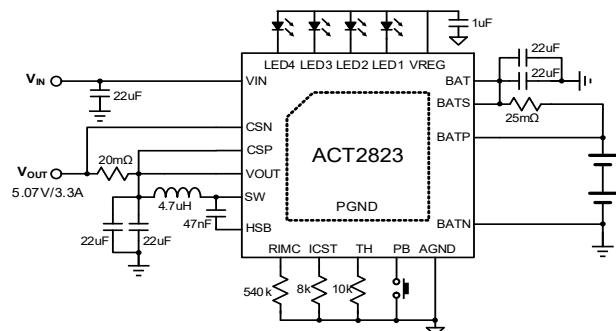 1uF
LED4 LED3 LED2 LED1 VREG
VIN
22uF
VIN
CSN
CSP
VOUT
20mΩ
VOUT
5.07V/3.3A
4.7uH
SW
47nF
HSB
22uF
22uF
ACT2823
PGND
BAT
22uF
22uF
BATS
25mΩ
BATP
BATN
RIMC ICST TH PB AGND
540k
8k
10k